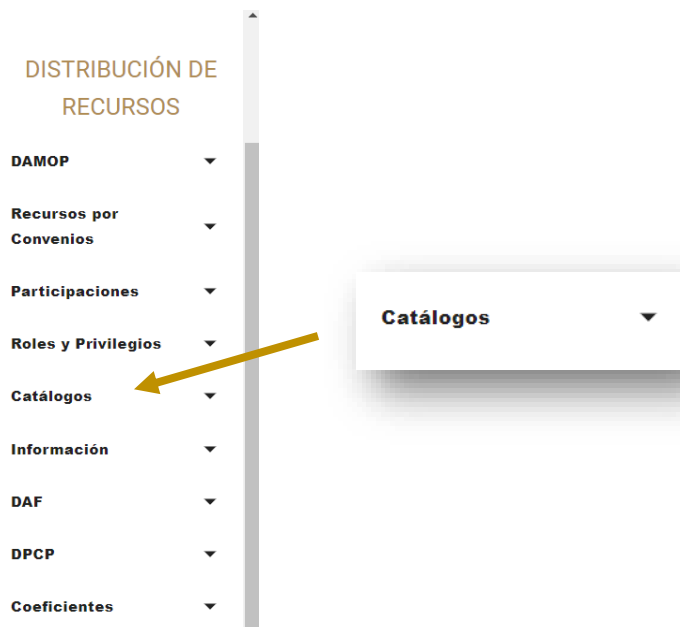 DISTRIBUCIÓN DE
RECURSOS
DAMOP
Recursos por
Convenios
Participaciones
Roles y Privilegios
Catálogos
Información
DAF
DPCP
Coeficientes
Catálogos